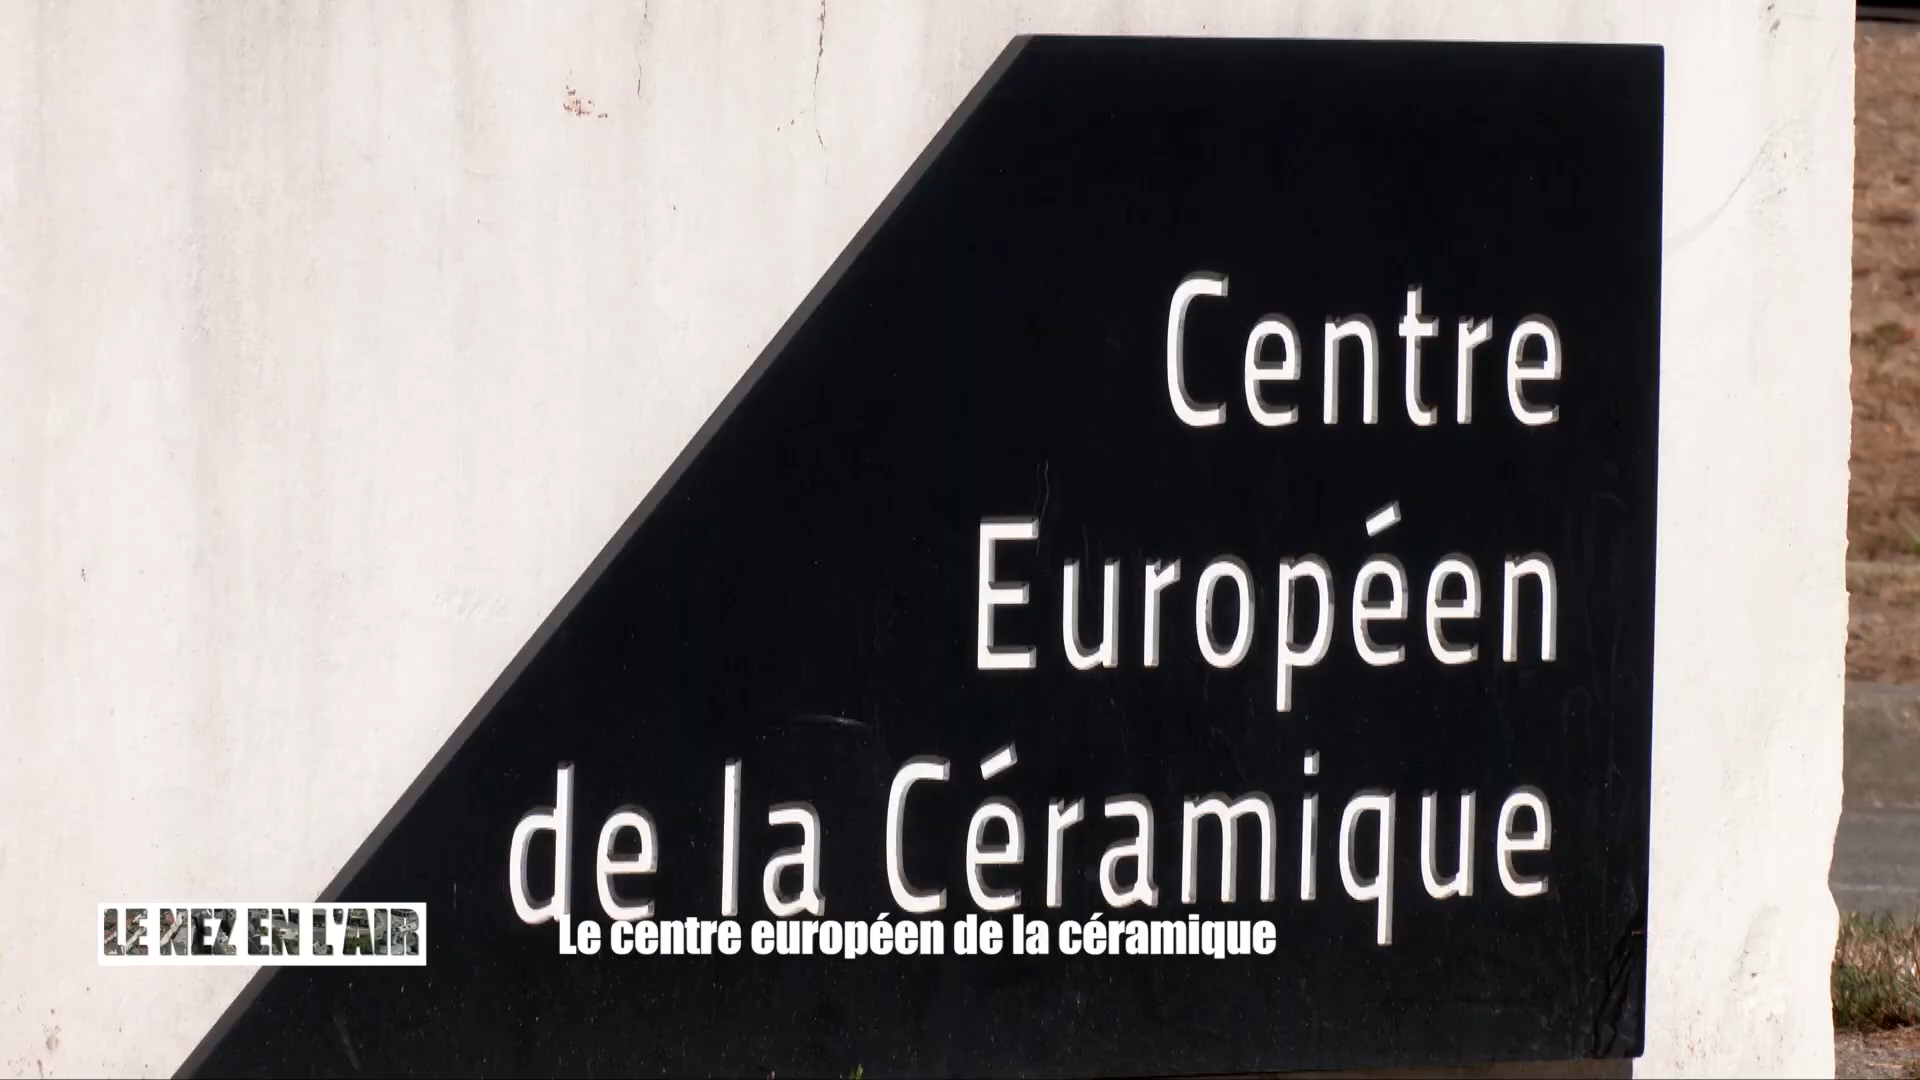 Centre
Européen
de la Céramique
LE NEZ EN L'AIR
Le centre européen de la céramique